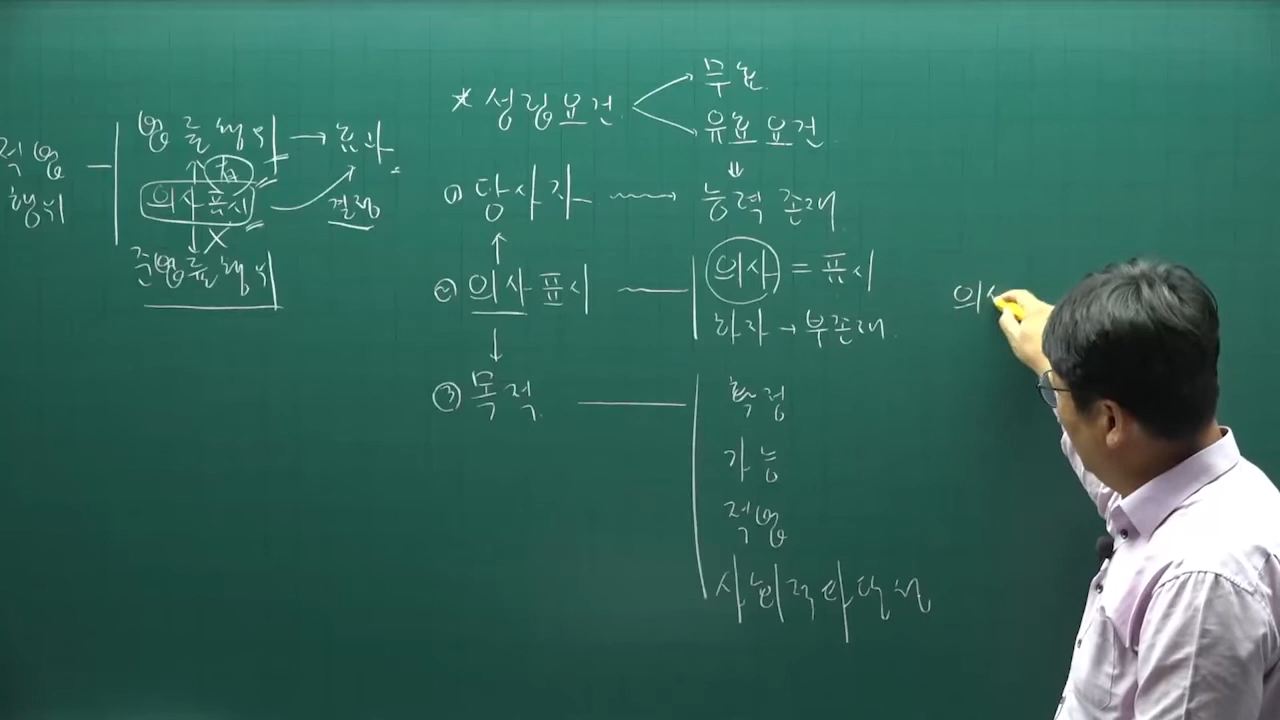 적법
행위
법률행위 → 효과
有
의사표시
결정
X
준법률행위
* 성립요건
무효
유효요건
① 당사자
능력 존재
② 의사표시
의사 = 표시
하자 → 부존재
③ 목적
확정
가능
적법
사회적타당성
의사